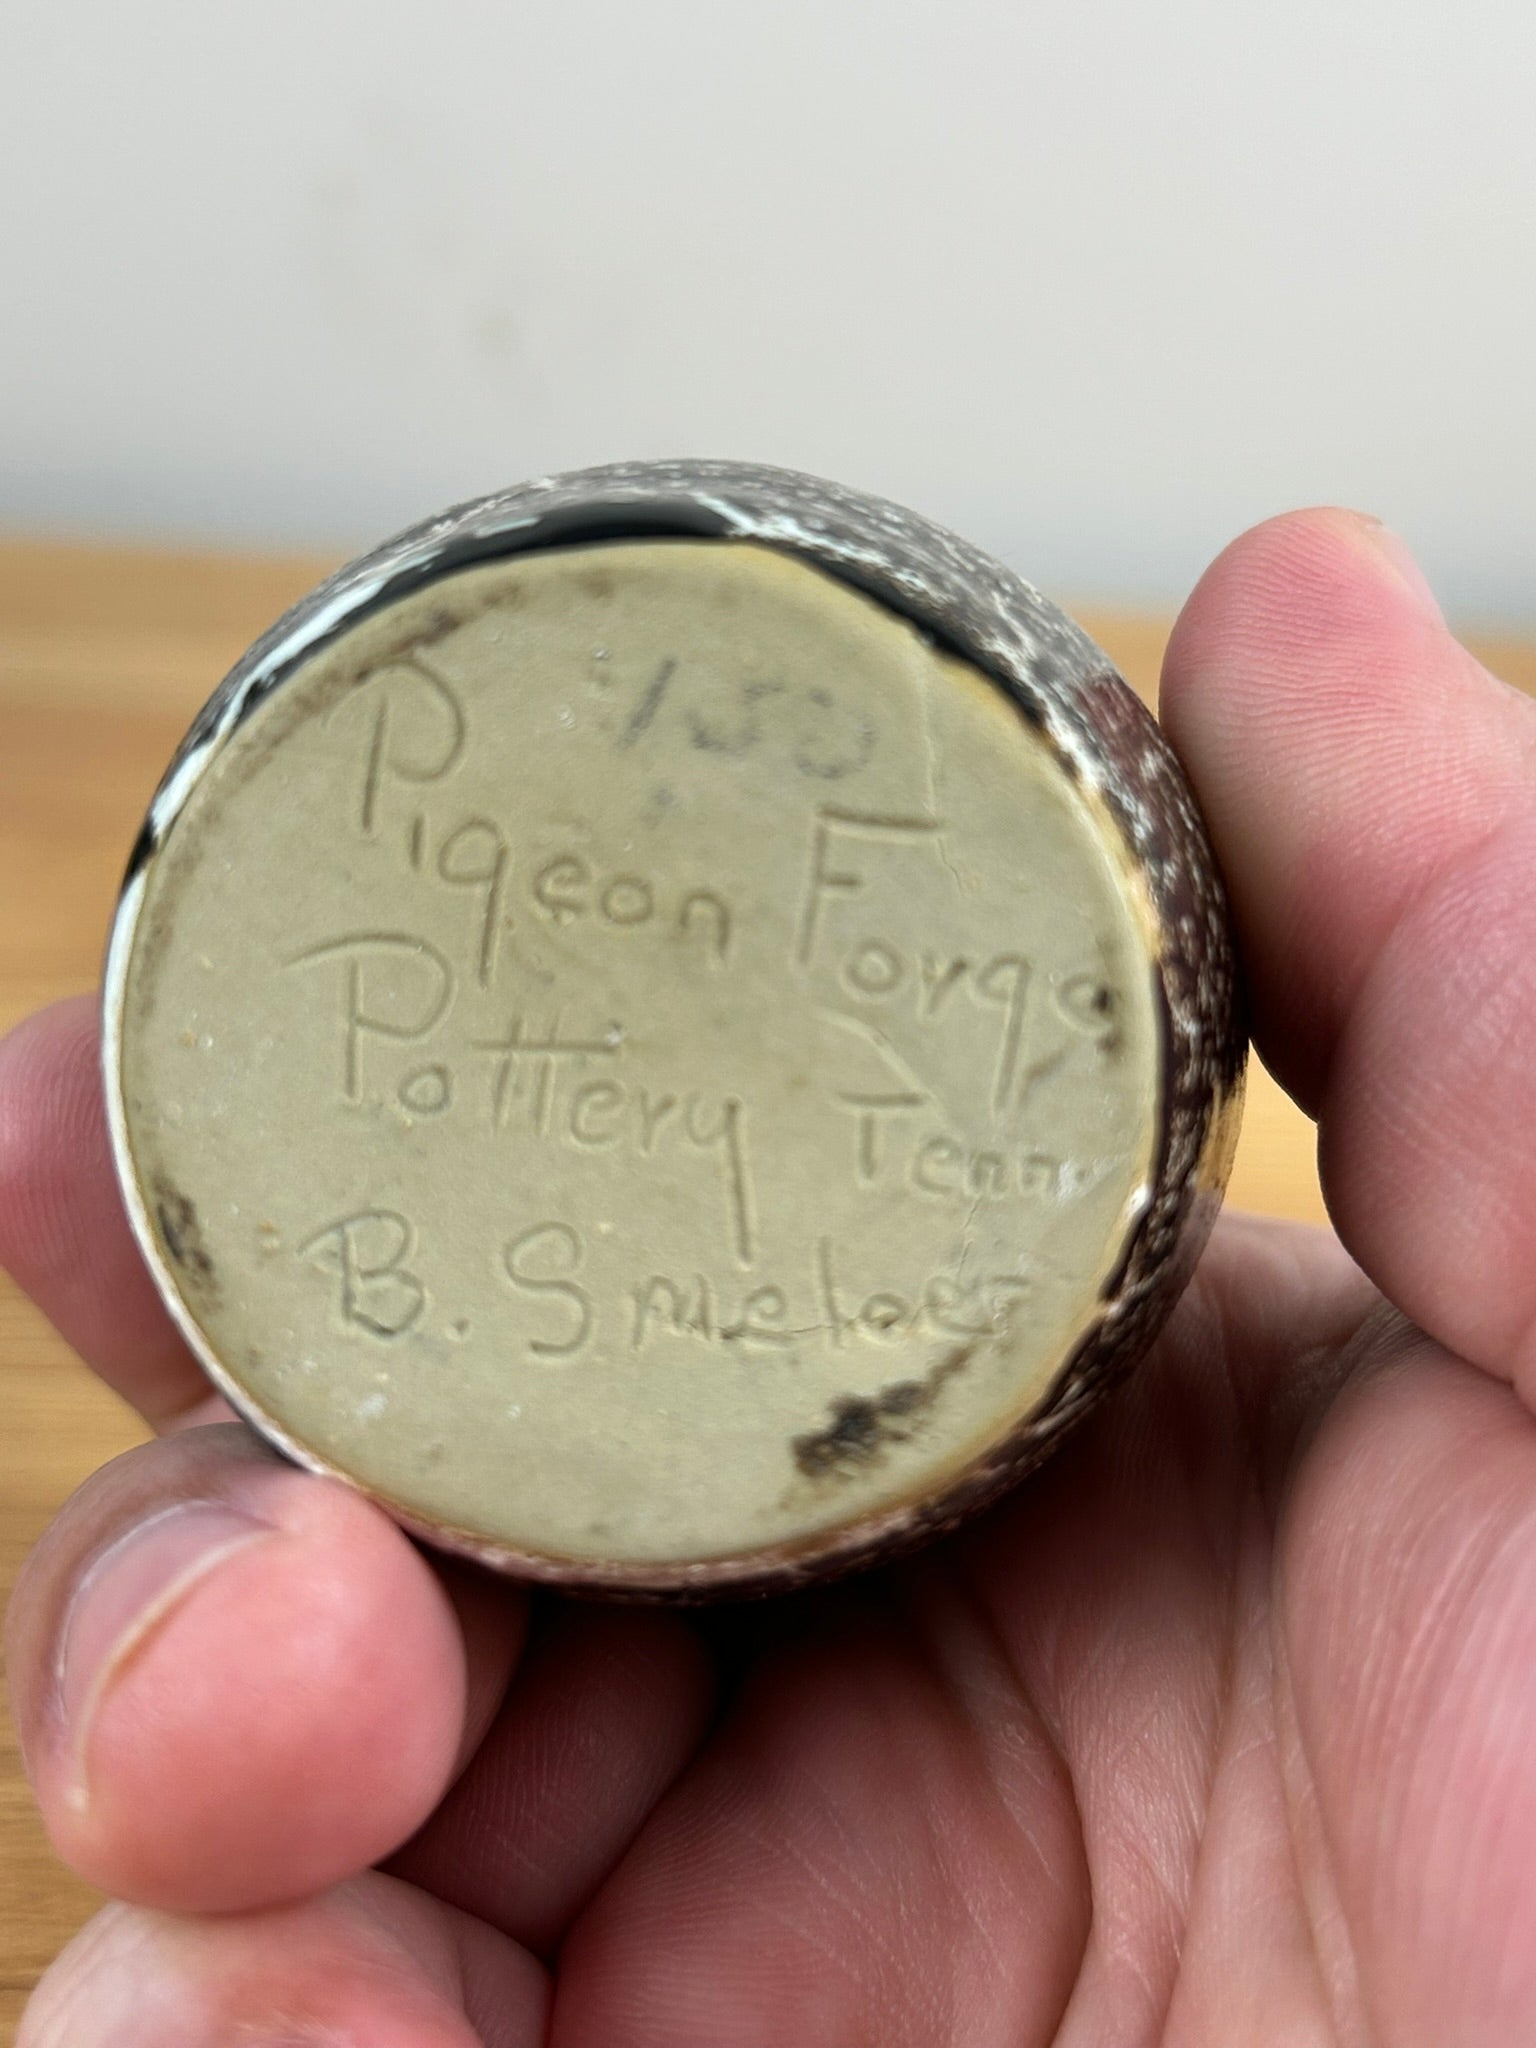 150
Pigeon Forge
Pottery Tenn.
B. Smelcer